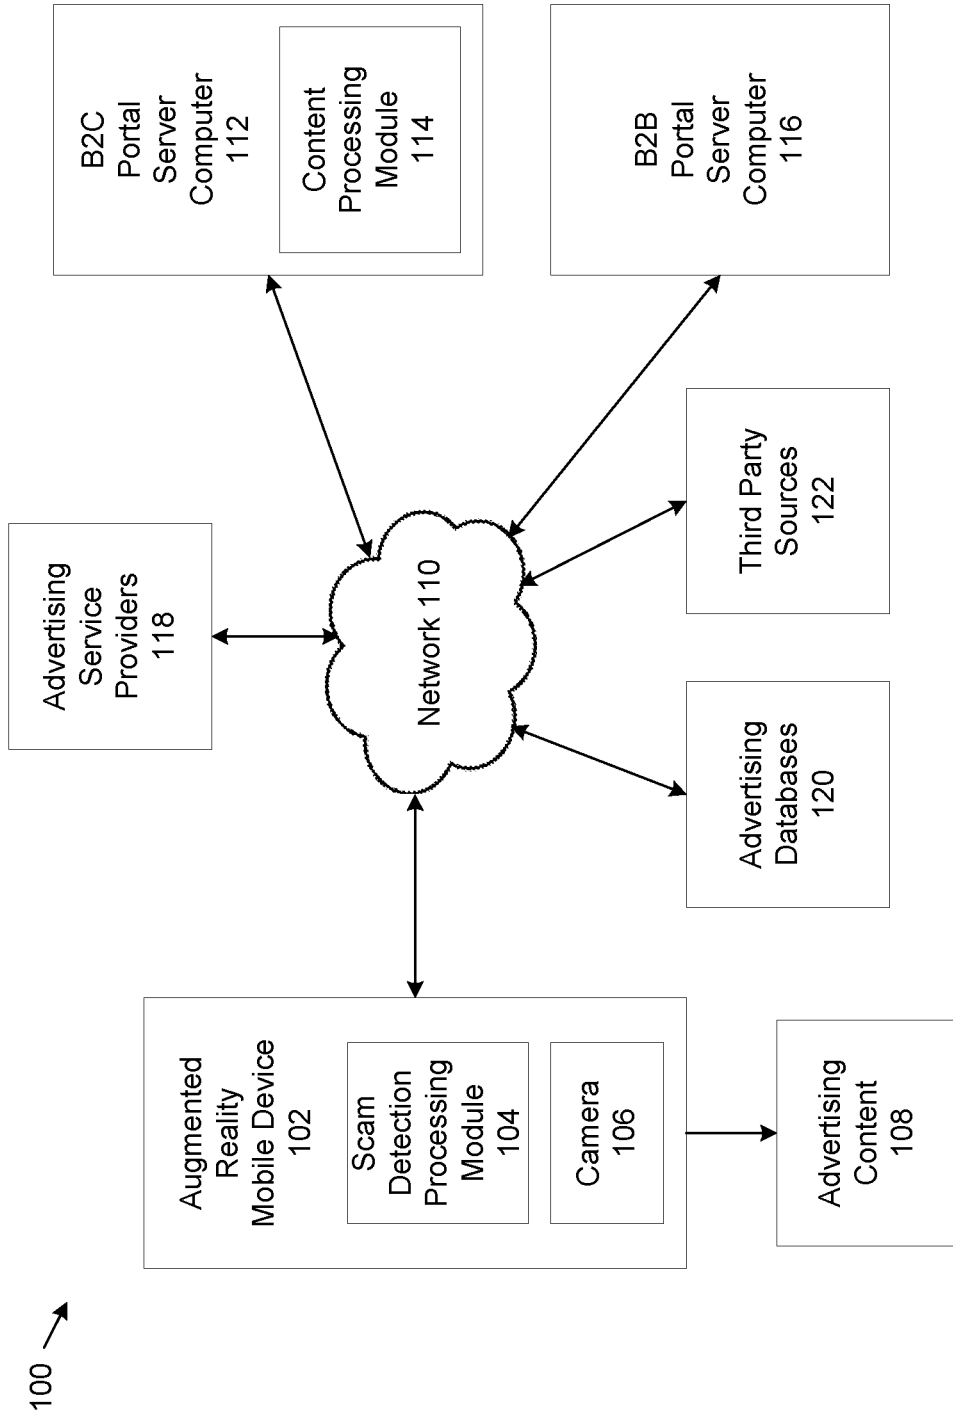 100
Augmented
Reality
Mobile Device
102
Scam
Detection
Processing
Module
104
Camera
106
Advertising
Content
108
Advertising
Service
Providers
118
Network 110
Advertising
Databases
120
Third Party
Sources
122
B2C
Portal
Server
Computer
112
Content
Processing
Module
114
B2B
Portal
Server
Computer
116